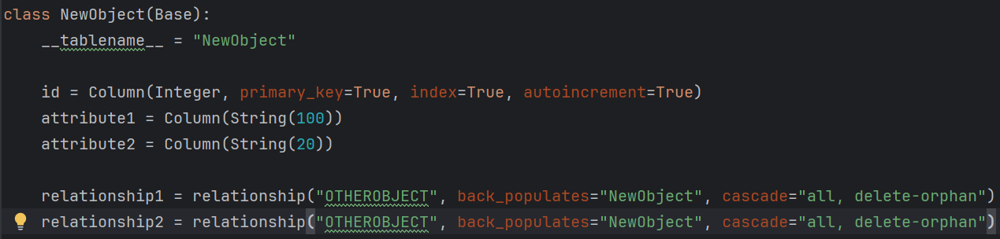 class NewObject(Base):
    __tablename__ = "NewObject"
    id = Column(Integer, primary_key=True, index=True, autoincrement=True)
    attribute1 = Column(String(100))
    attribute2 = Column(String(20))
    relationship1 = relationship("OTHEROBJECT", back_populates="NewObject", cascade="all, delete-orphan")
    relationship2 = relationship("OTHEROBJECT", back_populates="NewObject", cascade="all, delete-orphan")